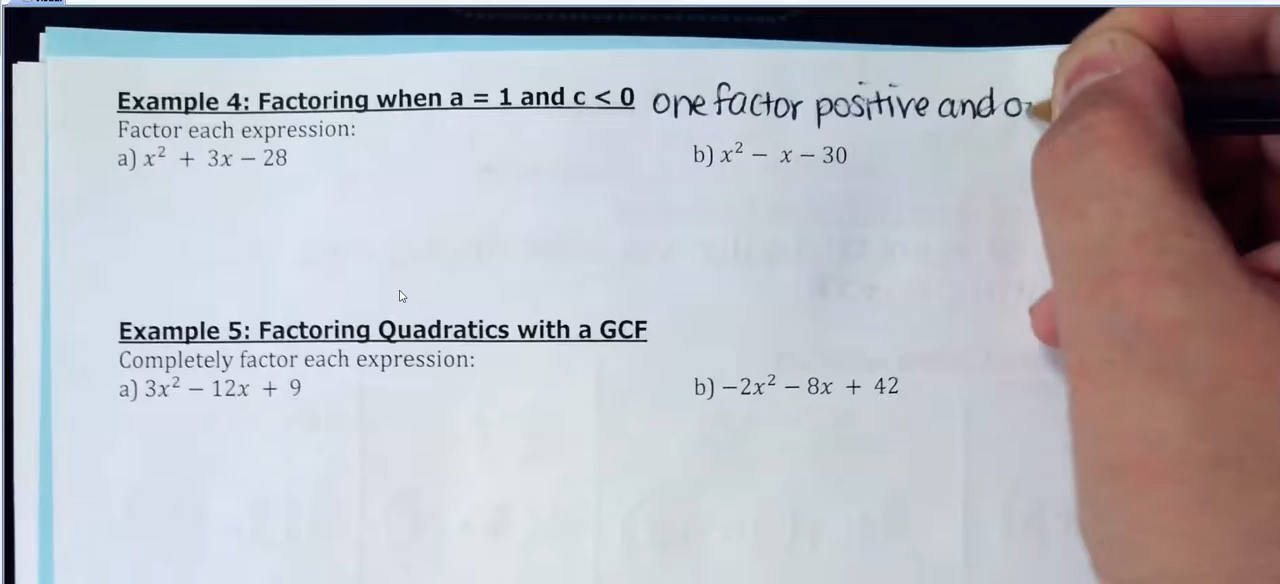 Example 4: Factoring when a = 1 and c < 0 one factor positive and
Factor each expression:
a) x² + 3x − 28
b) x² − x − 30
Example 5: Factoring Quadratics with a GCF
Completely factor each expression:
a) 3x² − 12x + 9
b) −2x² − 8x + 42